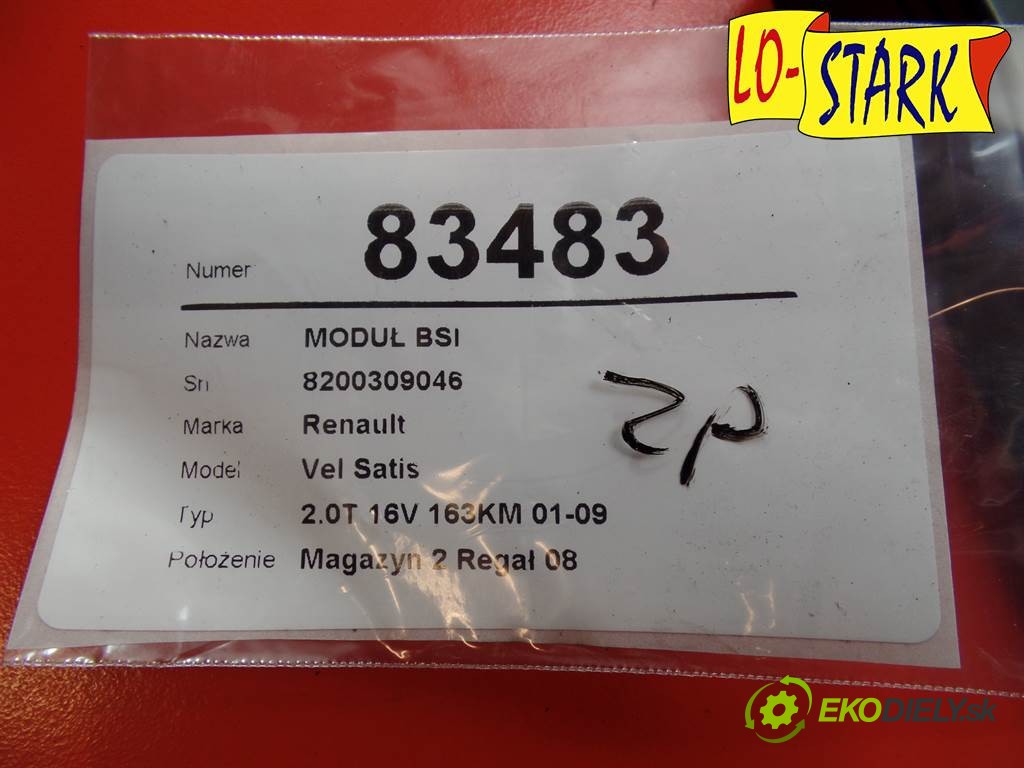 LO-STARK
Numer 83483
Nazwa MODUŁ BSI
Sn 8200309046
Marka Renault
Model Vel Satis
Typ 2.0T 16V 163KM 01-09
Położenie Magazyn 2 Regał 08
EKODIELY.sk